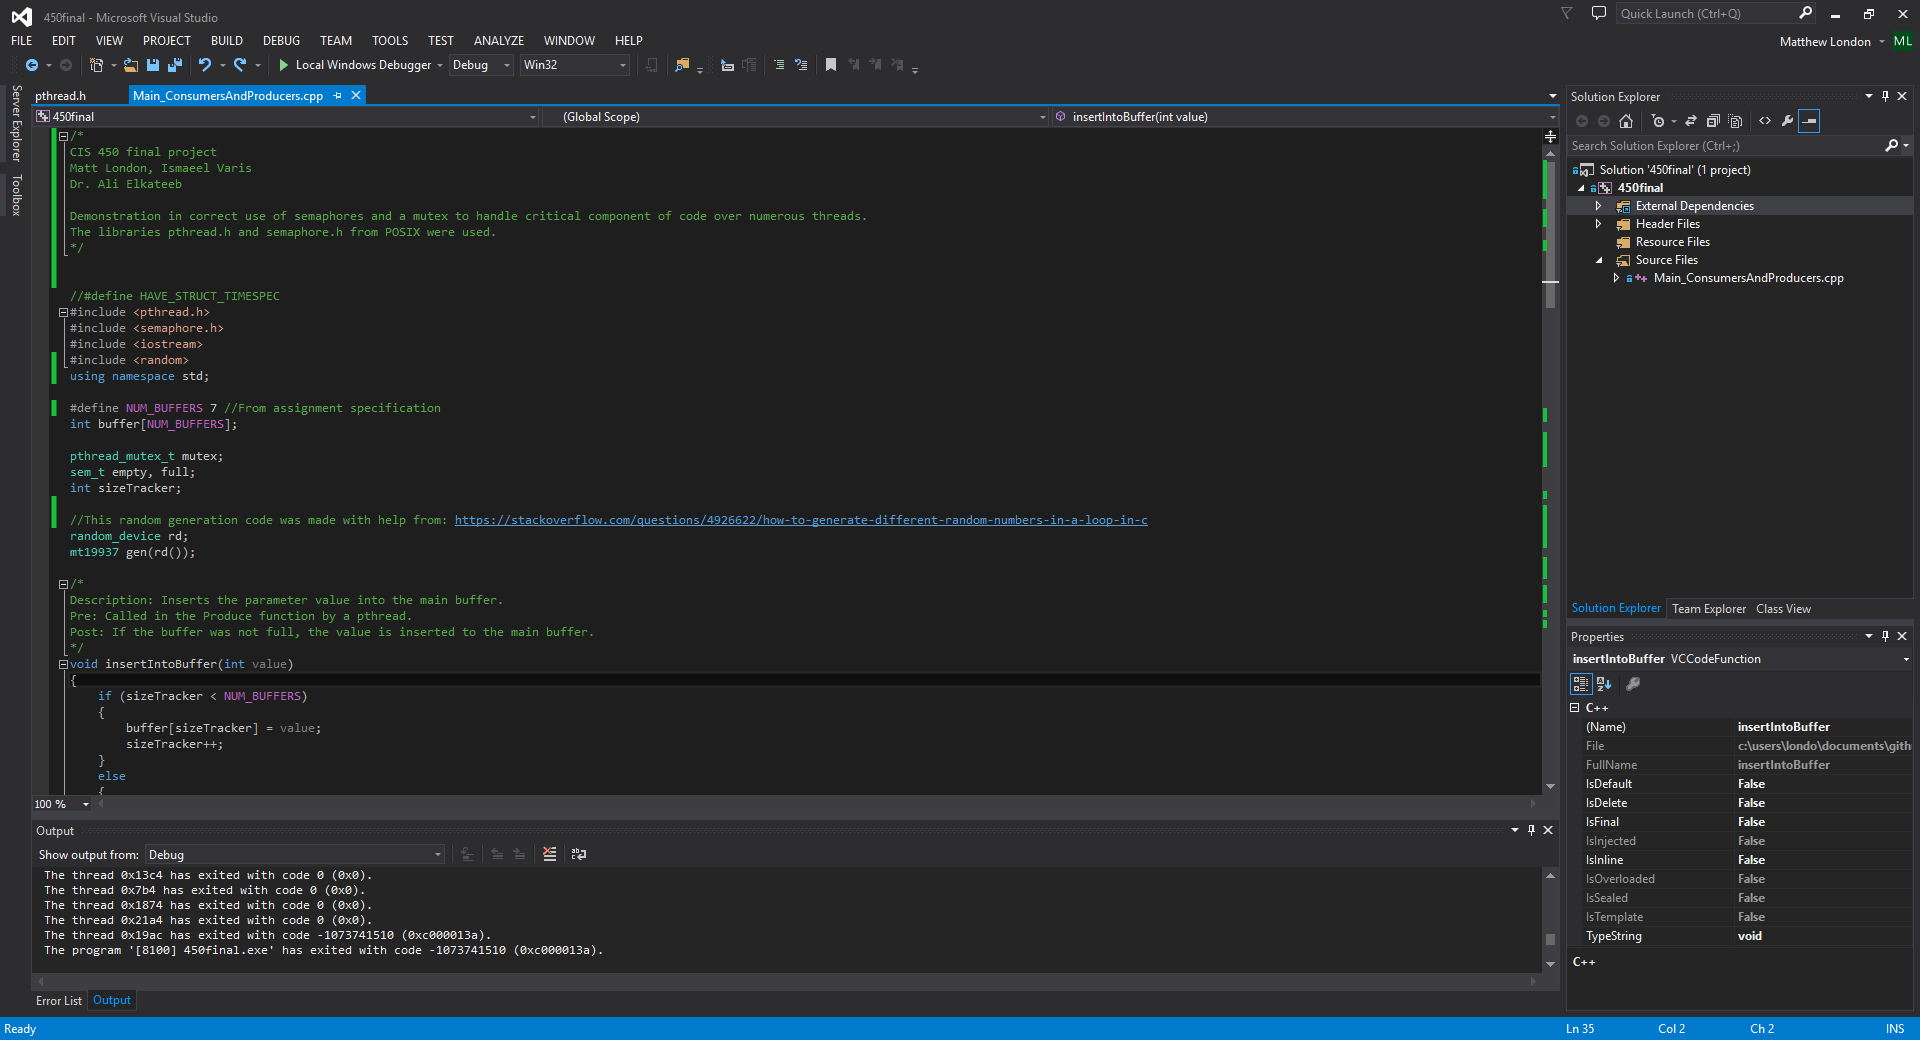 450final - Microsoft Visual Studio
Quick Launch (Ctrl+Q)
FILE EDIT VIEW PROJECT BUILD DEBUG TEAM TOOLS TEST ANALYZE WINDOW HELP
Matthew London ML
Local Windows Debugger Debug Win32
Server Explorer
Toolbox
pthread.h Main_ConsumersAndProducers.cpp
450final (Global Scope) insertIntoBuffer(int value)
/*
CIS 450 final project
Matt London, Ismaeel Varis
Dr. Ali Elkateeb
Demonstration in correct use of semaphores and a mutex to handle critical component of code over numerous threads.
The libraries pthread.h and semaphore.h from POSIX were used.
*/
//#define HAVE_STRUCT_TIMESPEC
#include <pthread.h>
#include <semaphore.h>
#include <iostream>
#include <random>
using namespace std;
#define NUM_BUFFERS 7 //From assignment specification
int buffer[NUM_BUFFERS];
pthread_mutex_t mutex;
sem_t empty, full;
int sizeTracker;
//This random generation code was made with help from: https://stackoverflow.com/questions/4926622/how-to-generate-different-random-numbers-in-a-loop-in-c
random_device rd;
mt19937 gen(rd());
/*
Description: Inserts the parameter value into the main buffer.
Pre: Called in the Produce function by a pthread.
Post: If the buffer was not full, the value is inserted to the main buffer.
*/
void insertIntoBuffer(int value)
{
if (sizeTracker < NUM_BUFFERS)
{
buffer[sizeTracker] = value;
sizeTracker++;
}
else
{
100 %
Output
Show output from: Debug
The thread 0x13c4 has exited with code 0 (0x0).
The thread 0x7b4 has exited with code 0 (0x0).
The thread 0x1874 has exited with code 0 (0x0).
The thread 0x21a4 has exited with code 0 (0x0).
The thread 0x19ac has exited with code -1073741510 (0xc000013a).
The program '[8100] 450final.exe' has exited with code -1073741510 (0xc000013a).
Error List Output
Solution Explorer
Search Solution Explorer (Ctrl+;)
Solution '450final' (1 project)
450final
External Dependencies
Header Files
Resource Files
Source Files
Main_ConsumersAndProducers.cpp
Solution Explorer Team Explorer Class View
Properties
insertIntoBuffer VCCodeFunction
C++
(Name) insertIntoBuffer
File c:\users\londo\documents\gith
FullName insertIntoBuffer
IsDefault False
IsDelete False
IsFinal False
IsInjected False
IsInline False
IsOverloaded False
IsSealed False
IsTemplate False
TypeString void
C++
Ready Ln 35 Col 2 Ch 2 INS